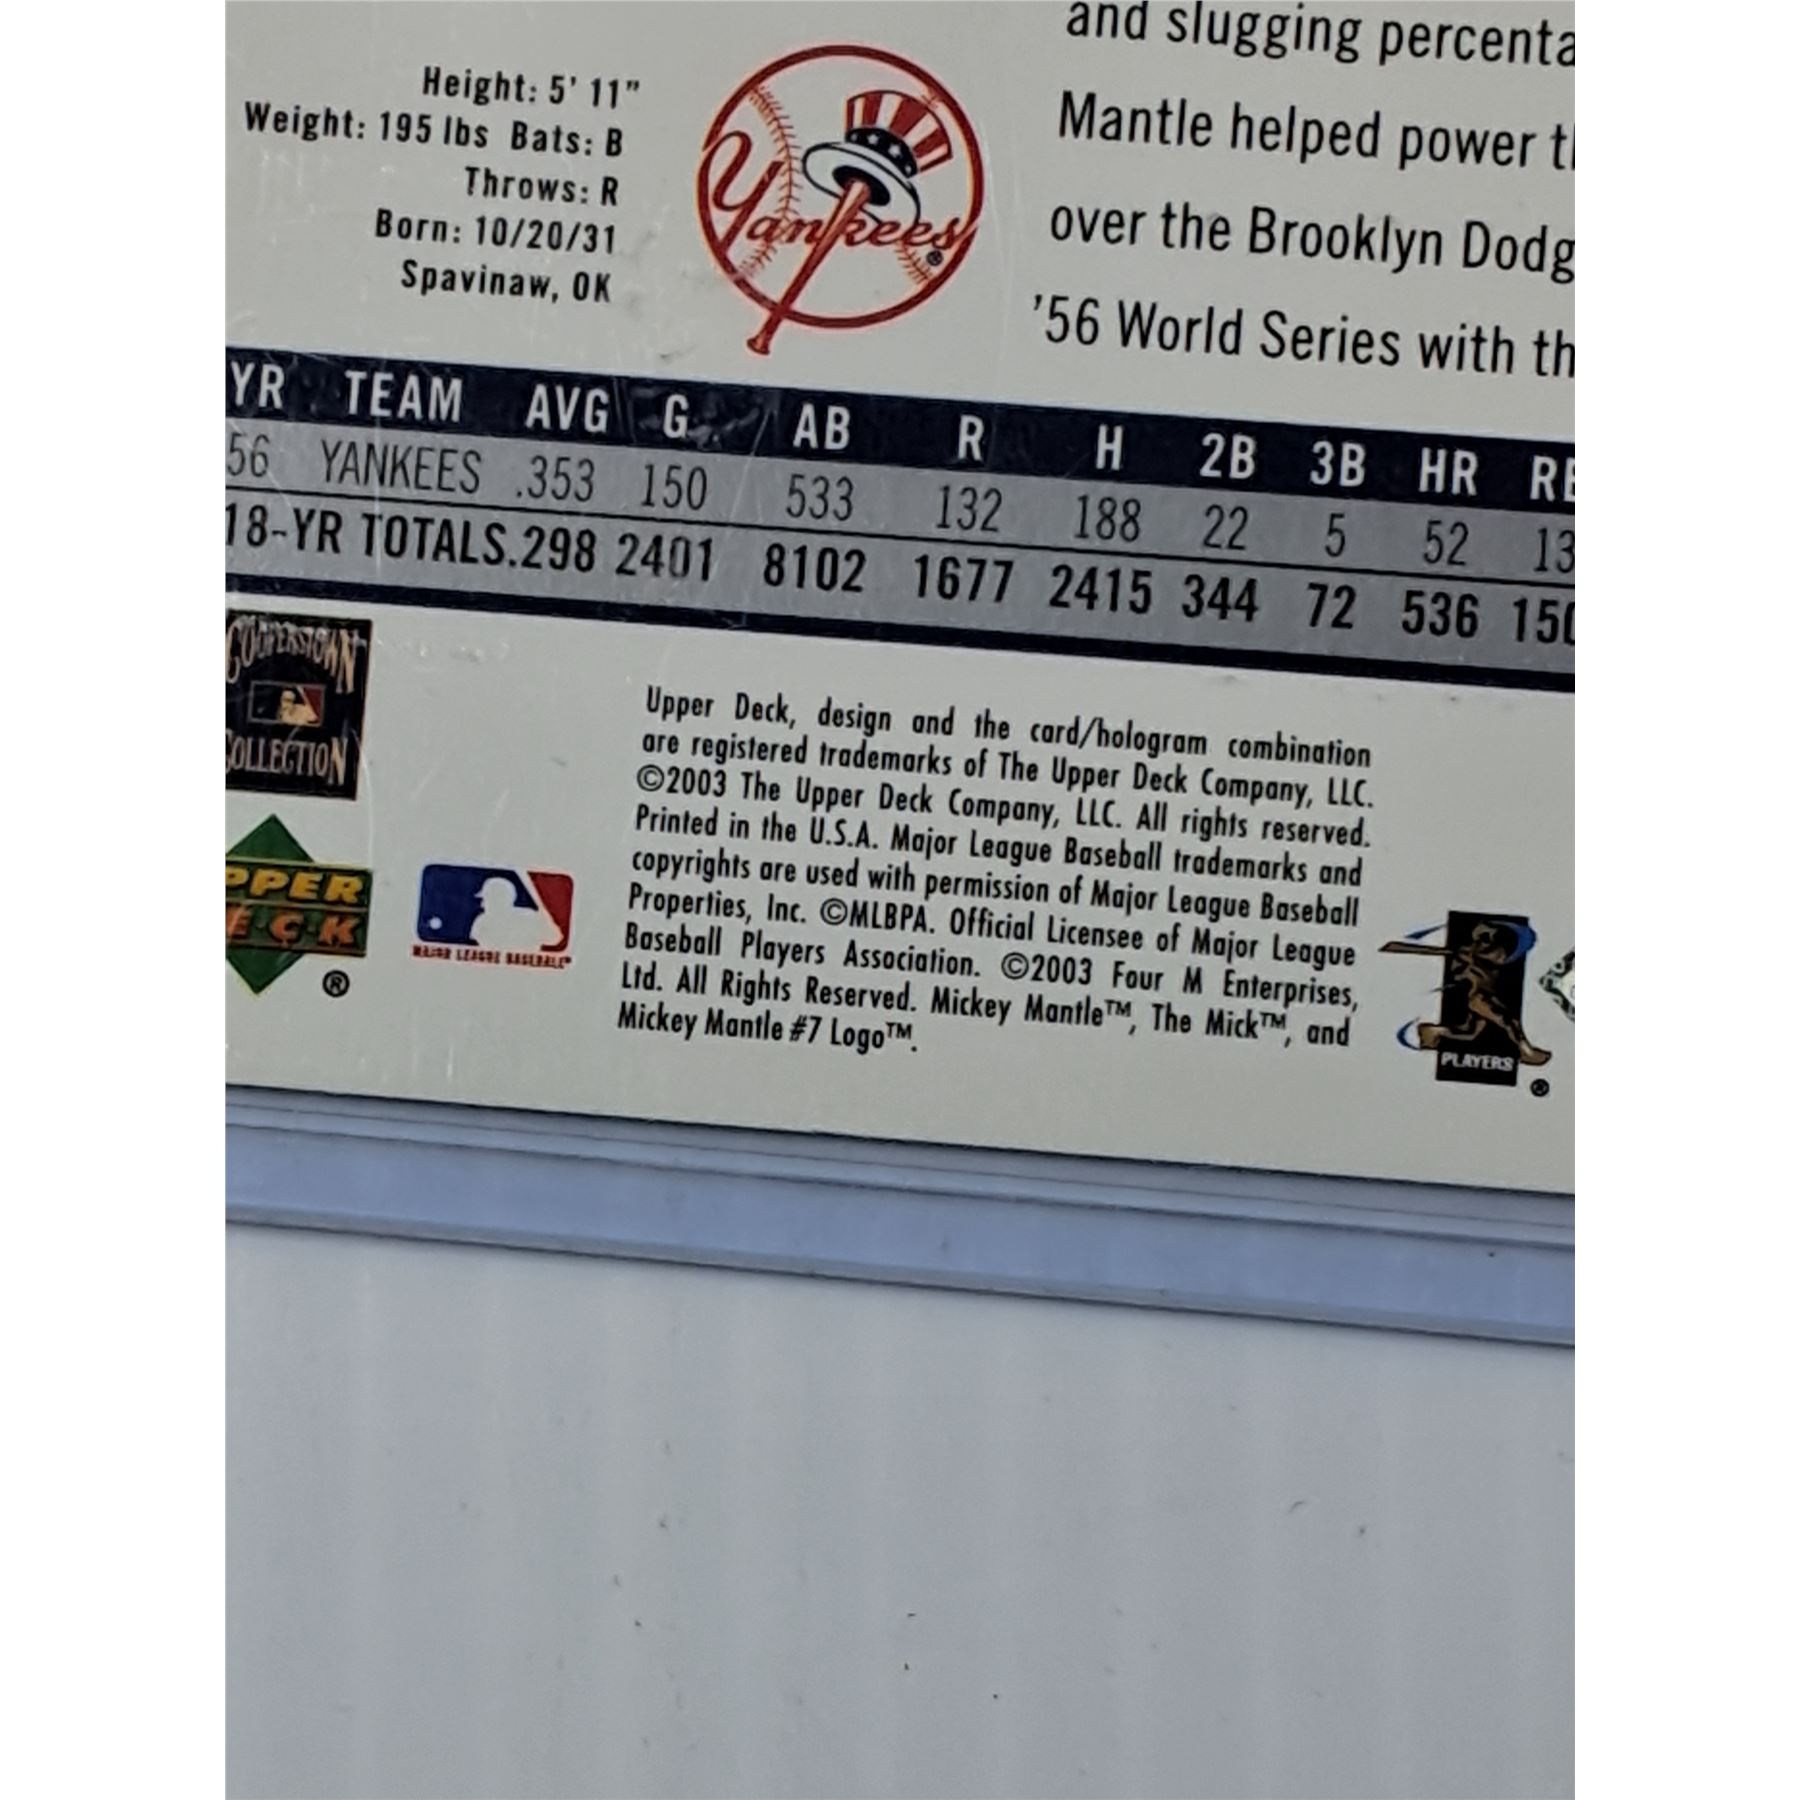 and slugging
Mantle helped power
over the Brooklyn
'56 World Series with
Height: 5' 11"
Weight: 195 lbs Bats: B
Throws: R
Born: 10/20/31
Spavinaw, OK
Yankees®
YR TEAM AVG G AB R H 2B 3B HR
56 YANKEES .353 150 533 132 188 22 5 52
18-YR TOTALS .298 2401 8102 1677 2415 344 72 536
COOPERSTOWN
COLLECTION
UPPER
DECK
®
MAJOR LEAGUE BASEBALL®
Upper Deck, design and the card/hologram combination
are registered trademarks of The Upper Deck Company, LLC.
©2003 The Upper Deck Company, LLC. All rights reserved.
Printed in the U.S.A. Major League Baseball trademarks and
copyrights are used with permission of Major League Baseball
Properties, Inc. ©MLBPA. Official Licensee of Major League
Baseball Players Association. ©2003 Four M Enterprises,
Ltd. All Rights Reserved. Mickey Mantle™, The Mick™, and
Mickey Mantle #7 Logo™.
PLAYERS
®